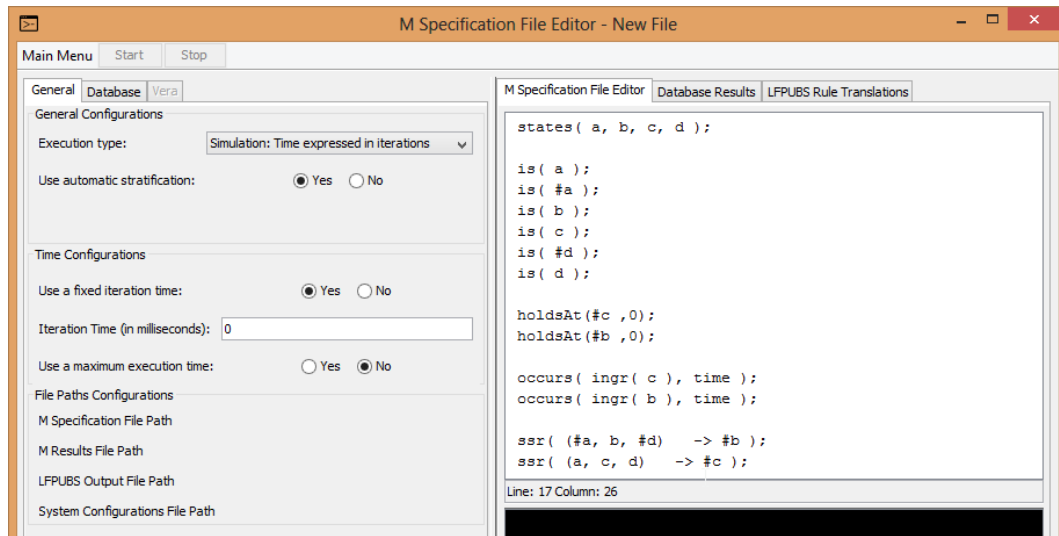 M Specification File Editor - New File
Main Menu Start Stop
General Database Vera
General Configurations
Execution type: Simulation: Time expressed in iterations
Use automatic stratification: Yes No
Time Configurations
Use a fixed iteration time: Yes No
Iteration Time (in milliseconds): 0
Use a maximum execution time: Yes No
File Paths Configurations
M Specification File Path
M Results File Path
LFPUBS Output File Path
System Configurations File Path
M Specification File Editor Database Results LFPUBS Rule Translations
states( a, b, c, d );
is( a );
is( #a );
is( b );
is( c );
is( #d );
is( d );
holdsAt(#c ,0);
holdsAt(#b ,0);
occurs( ingr( c ), time );
occurs( ingr( b ), time );
ssr( (#a, b, #d) -> #b );
ssr( (a, c, d) -> #c );
Line: 17 Column: 26